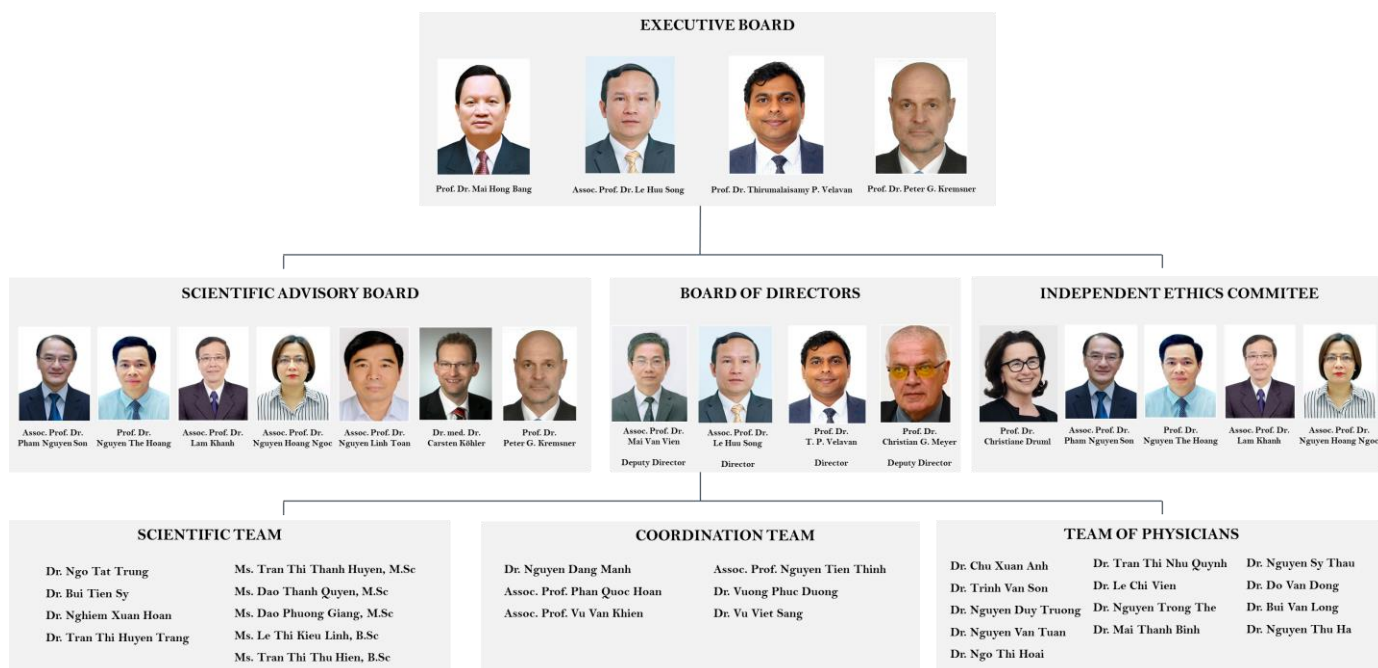 EXECUTIVE BOARD
Prof. Dr. Mai Hong Bang
Assoc. Prof. Dr. Le Huu Song
Prof. Dr. Thirumalaisamy P. Velavan
Prof. Dr. Peter G. Kremsner
SCIENTIFIC ADVISORY BOARD
Assoc. Prof. Dr.
Pham Nguyen Son
Prof. Dr.
Nguyen The Hoang
Assoc. Prof. Dr.
Lam Khanh
Assoc. Prof. Dr.
Nguyen Hoang Ngoc
Assoc. Prof. Dr.
Nguyen Linh Toan
Dr. med. Dr.
Carsten Köhler
Prof. Dr.
Peter G. Kremsner
BOARD OF DIRECTORS
Assoc. Prof. Dr.
Mai Van Vien
Deputy Director
Assoc. Prof. Dr.
Le Huu Song
Director
Prof. Dr.
T. P. Velavan
Director
Prof. Dr.
Christian G. Meyer
Deputy Director
INDEPENDENT ETHICS COMMITEE
Prof. Dr.
Christiane Druml
Assoc. Prof. Dr.
Pham Nguyen Son
Prof. Dr.
Nguyen The Hoang
Assoc. Prof. Dr.
Lam Khanh
Assoc. Prof. Dr.
Nguyen Hoang Ngoc
SCIENTIFIC TEAM
Dr. Ngo Tat Trung
Dr. Bui Tien Sy
Dr. Nghiem Xuan Hoan
Dr. Tran Thi Huyen Trang
Ms. Tran Thi Thanh Huyen, M.Sc
Ms. Dao Thanh Quyen, M.Sc
Ms. Dao Phuong Giang, M.Sc
Ms. Le Thi Kieu Linh, B.Sc
Ms. Tran Thi Thu Hien, B.Sc
COORDINATION TEAM
Dr. Nguyen Dang Manh
Assoc. Prof. Phan Quoc Hoan
Assoc. Prof. Vu Van Khien
Assoc. Prof. Nguyen Tien Thinh
Dr. Vuong Phuc Duong
Dr. Vu Viet Sang
TEAM OF PHYSICIANS
Dr. Chu Xuan Anh
Dr. Trinh Van Son
Dr. Nguyen Duy Truong
Dr. Nguyen Van Tuan
Dr. Ngo Thi Hoai
Dr. Tran Thi Nhu Quynh
Dr. Le Chi Vien
Dr. Nguyen Trong The
Dr. Mai Thanh Binh
Dr. Nguyen Sy Thau
Dr. Do Van Dong
Dr. Bui Van Long
Dr. Nguyen Thu Ha